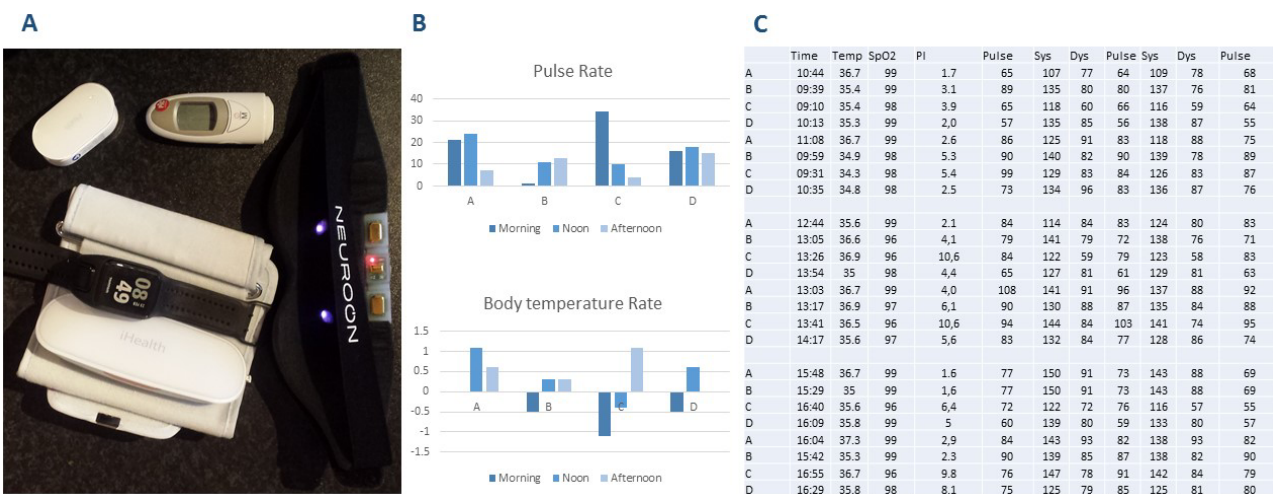 A
B
C
NEUROON
08
49
iHealth
M
Pulse Rate
40
30
20
10
0
A B C D
Morning Noon Afternoon
Body temperature Rate
1.5
1
0.5
0
-0.5
-1
-1.5
A B C D
Morning Noon Afternoon
Time Temp SpO2 PI Pulse Sys Dys Pulse Sys Dys Pulse
A 10:44 36.7 99 1.7 65 107 77 64 109 78 68
B 09:39 35.4 99 3.1 89 135 80 80 137 76 81
C 09:10 35.4 98 3.9 65 118 60 66 116 59 64
D 10:13 35.3 99 2,0 57 135 85 56 138 87 55
A 11:08 36.7 99 2.6 86 125 91 83 118 88 75
B 09:59 34.9 98 5.3 90 140 82 90 139 78 89
C 09:31 34.3 98 5.4 99 129 83 84 126 83 87
D 10:35 34.8 98 2.5 73 134 96 83 136 87 76
A 12:44 35.6 99 2.1 84 114 84 83 124 80 83
B 13:05 36.6 96 4,1 79 141 79 72 138 76 71
C 13:26 36.9 96 10,6 84 122 59 79 123 58 83
D 13:54 35 98 4,4 65 127 81 61 129 81 63
A 13:03 36.7 99 4,0 108 141 91 96 137 88 92
B 13:17 36.9 97 6,1 90 130 88 87 135 84 88
C 13:41 36.5 96 10,6 94 144 84 103 141 74 95
D 14:17 35.6 97 5,6 83 132 84 77 128 86 74
A 15:48 36.7 99 1.6 77 150 91 73 143 88 69
B 15:29 35 99 1,6 77 150 91 73 143 88 69
C 16:40 35.6 96 6,4 72 122 72 76 116 57 55
D 16:09 35.8 99 5 60 139 80 59 133 80 57
A 16:04 37.3 99 2,9 84 143 93 82 138 93 82
B 15:42 35.3 99 2.3 90 139 85 87 138 82 90
C 16:55 36.7 96 9.8 76 147 78 91 142 84 79
D 16:29 35.8 98 8.1 75 125 79 85 125 81 80